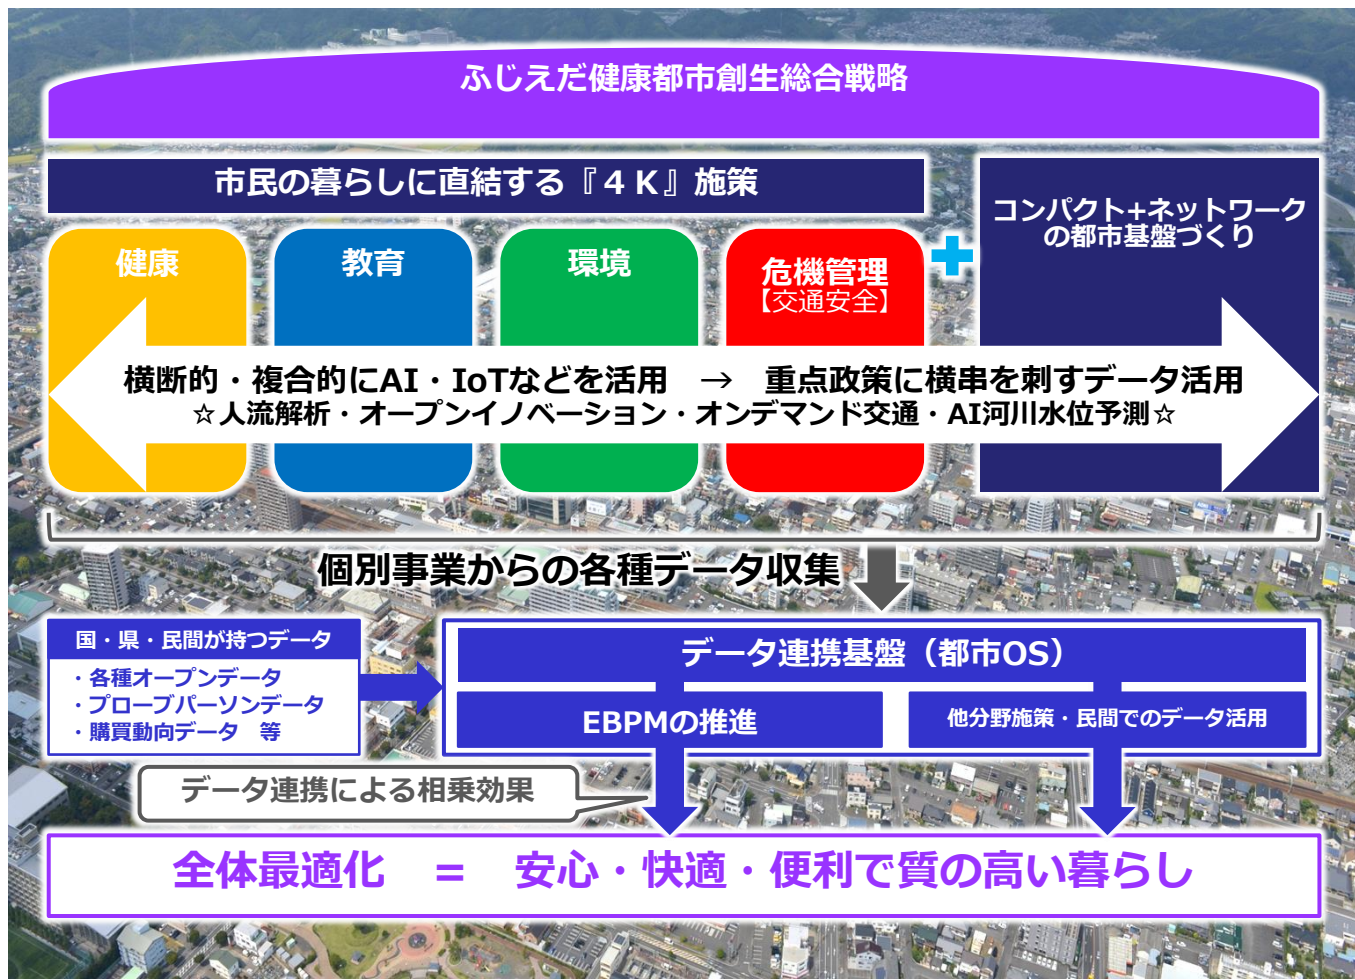 ふじえだ健康都市創生総合戦略
市民の暮らしに直結する『４Ｋ』施策
コンパクト+ネットワーク
の都市基盤づくり
健康
教育
環境
危機管理
【交通安全】
横断的・複合的にAI・IoTなどを活用　→　重点政策に横串を刺すデータ活用
☆人流解析・オープンイノベーション・オンデマンド交通・AI河川水位予測☆
個別事業からの各種データ収集
国・県・民間が持つデータ
・各種オープンデータ
・プローブパーソンデータ
・購買動向データ　等
データ連携基盤（都市OS）
EBPMの推進
他分野施策・民間でのデータ活用
データ連携による相乗効果
全体最適化　=　安心・快適・便利で質の高い暮らし